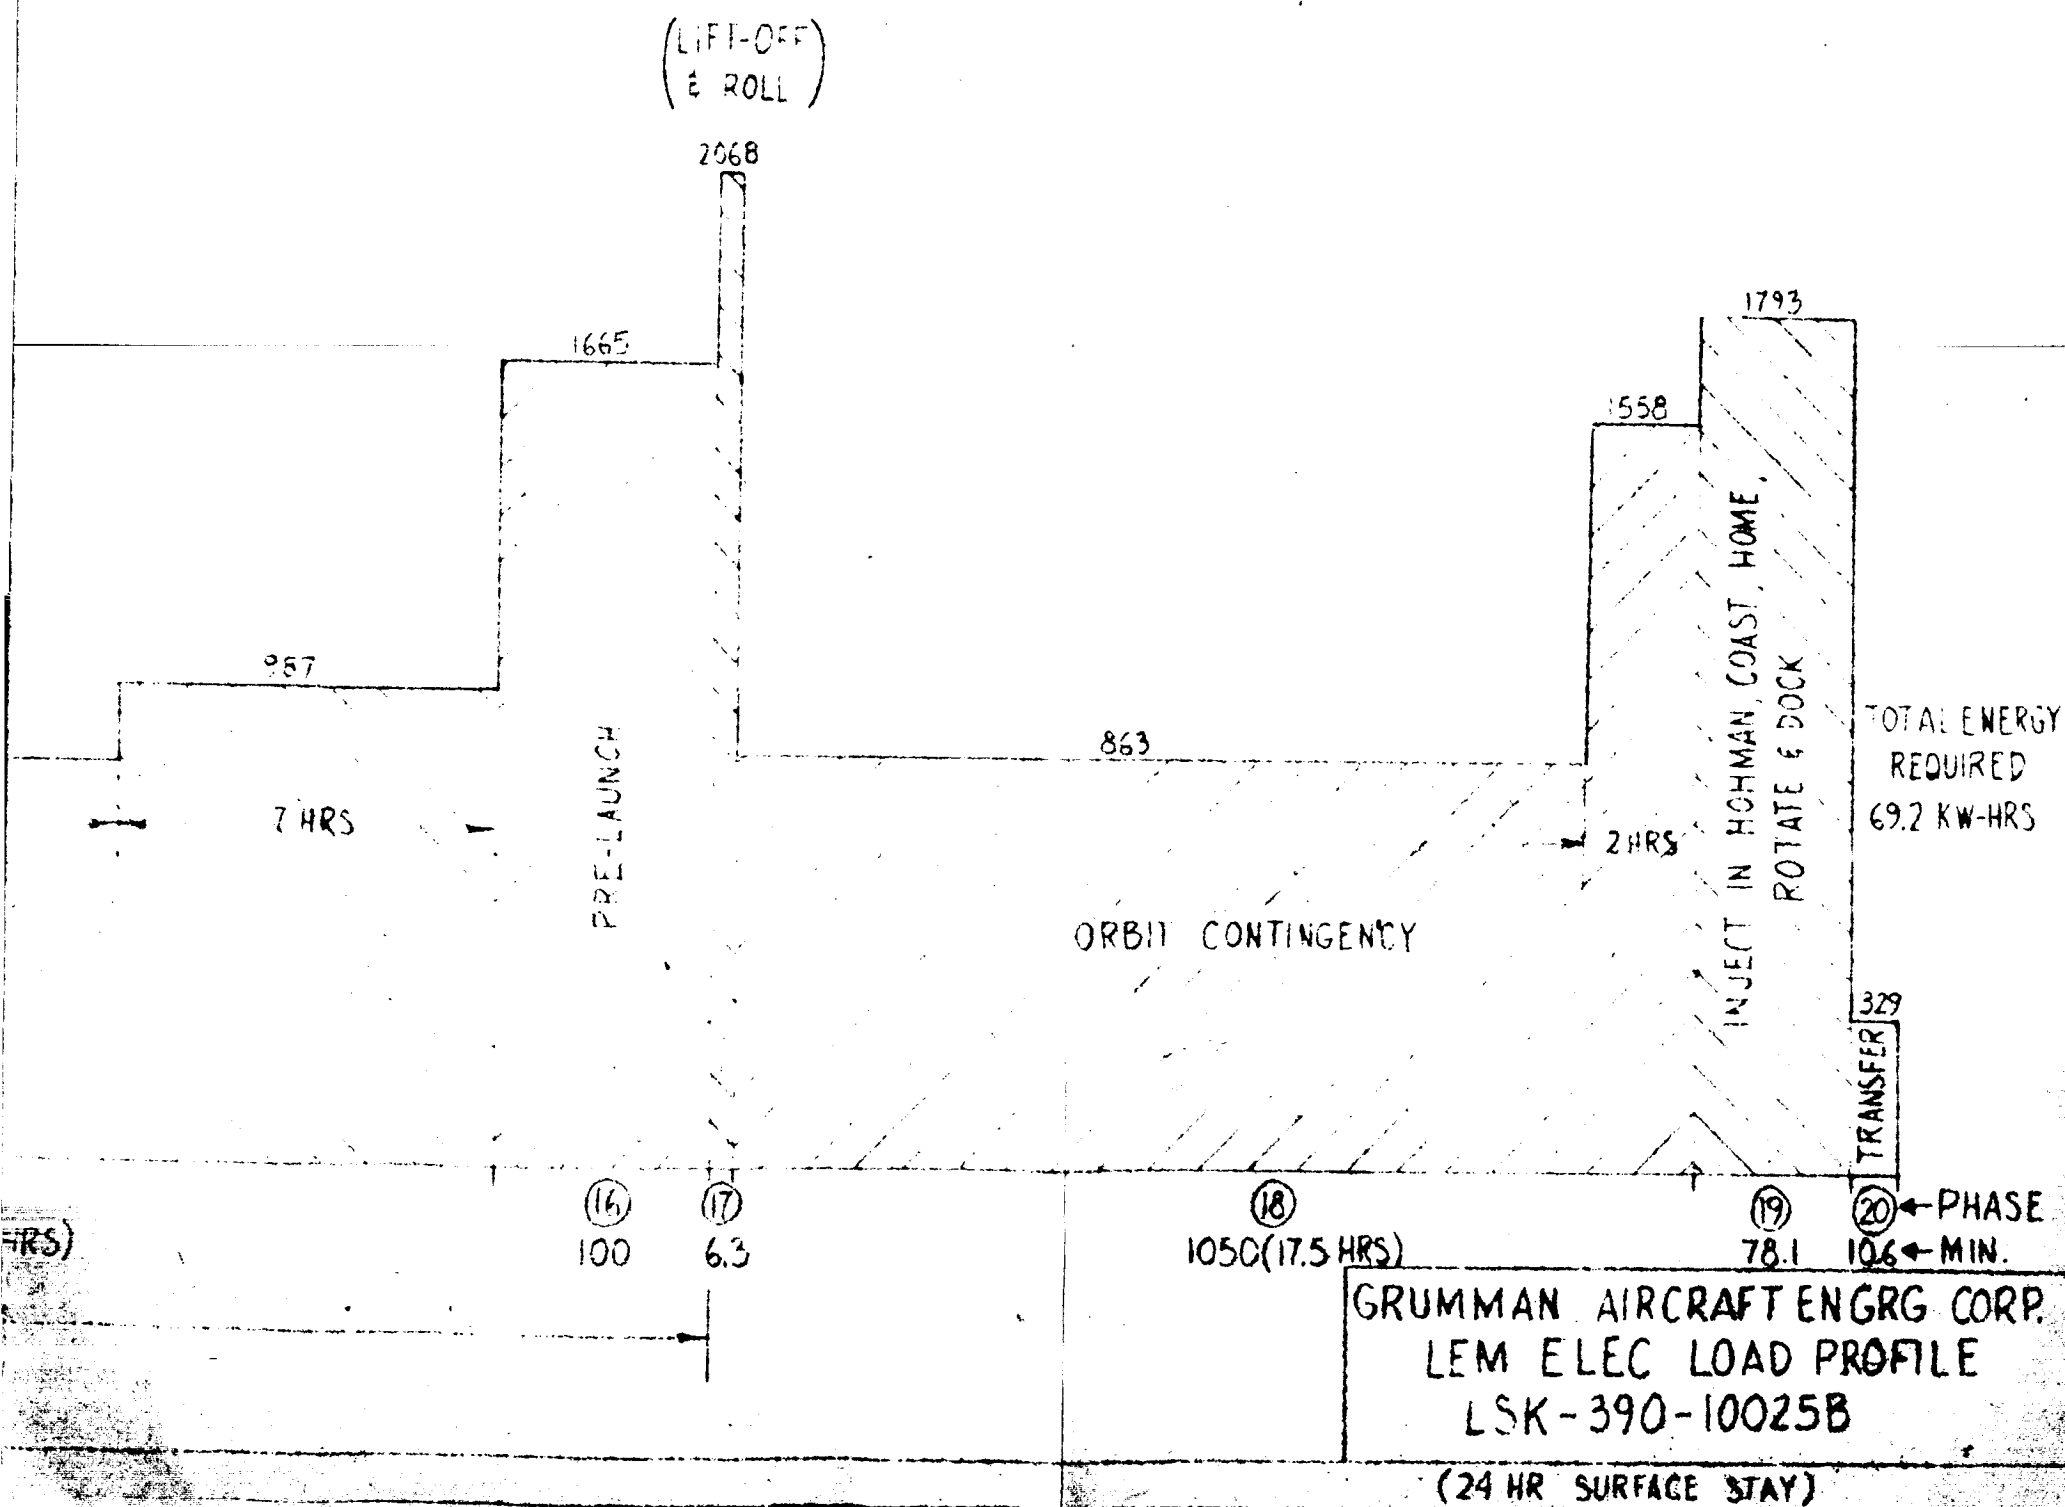 (LIFT-OFF
& ROLL)
2068
1793
1665
1558
987
863
TOTAL ENERGY
REQUIRED
69.2 KW-HRS
7 HRS
2 HRS
PRE-LAUNCH
ORBIT CONTINGENCY
INJECT IN HOHMAN, COAST, HOME,
ROTATE & DOCK
329
TRANSFER
16 17 18 19 20 ← PHASE
HRS) 100 6.3 1050 (17.5 HRS) 78.1 10.6 ← MIN.
GRUMMAN AIRCRAFT ENGRG CORP.
LEM ELEC LOAD PROFILE
LSK-390-10025B
(24 HR SURFACE STAY)